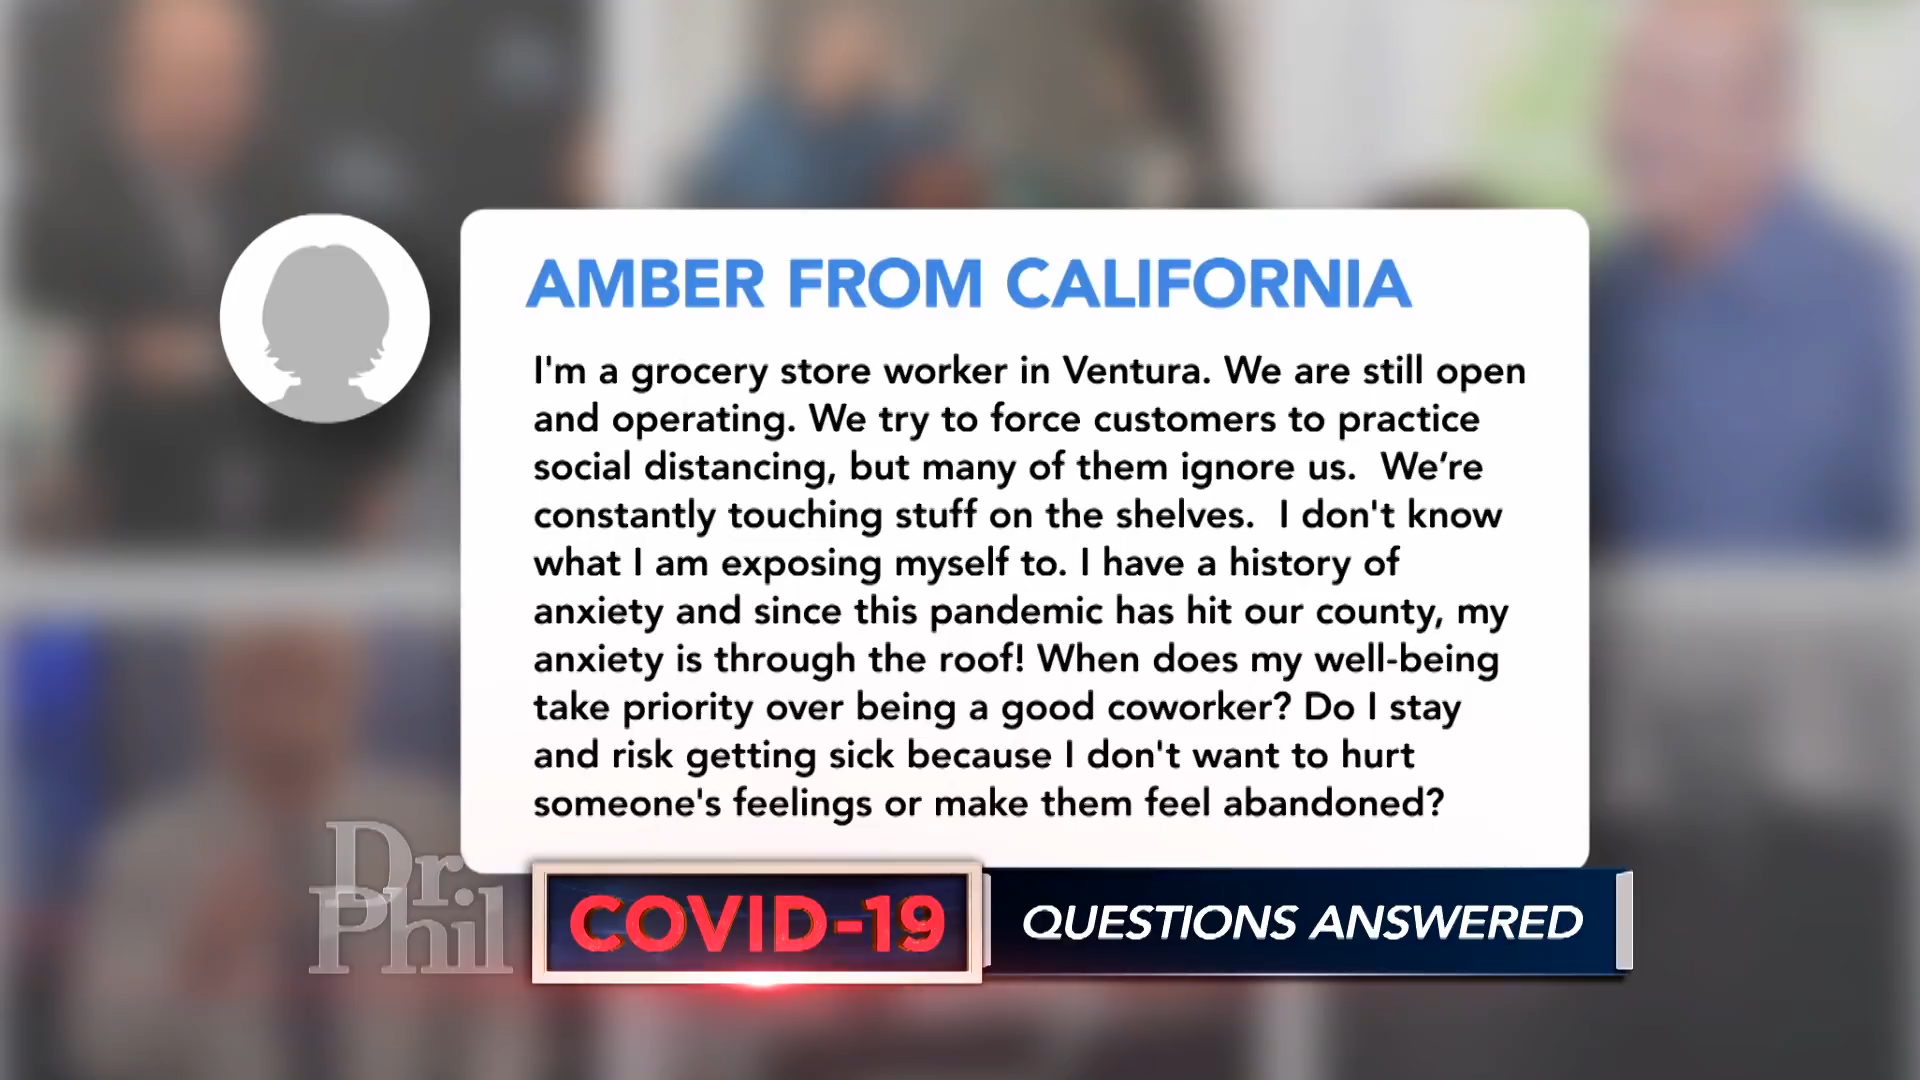 AMBER FROM CALIFORNIA
I'm a grocery store worker in Ventura. We are still open
and operating. We try to force customers to practice
social distancing, but many of them ignore us.  We're
constantly touching stuff on the shelves.  I don't know
what I am exposing myself to. I have a history of
anxiety and since this pandemic has hit our county, my
anxiety is through the roof! When does my well-being
take priority over being a good coworker? Do I stay
and risk getting sick because I don't want to hurt
someone's feelings or make them feel abandoned?
Dr.
Phil
COVID-19 QUESTIONS ANSWERED